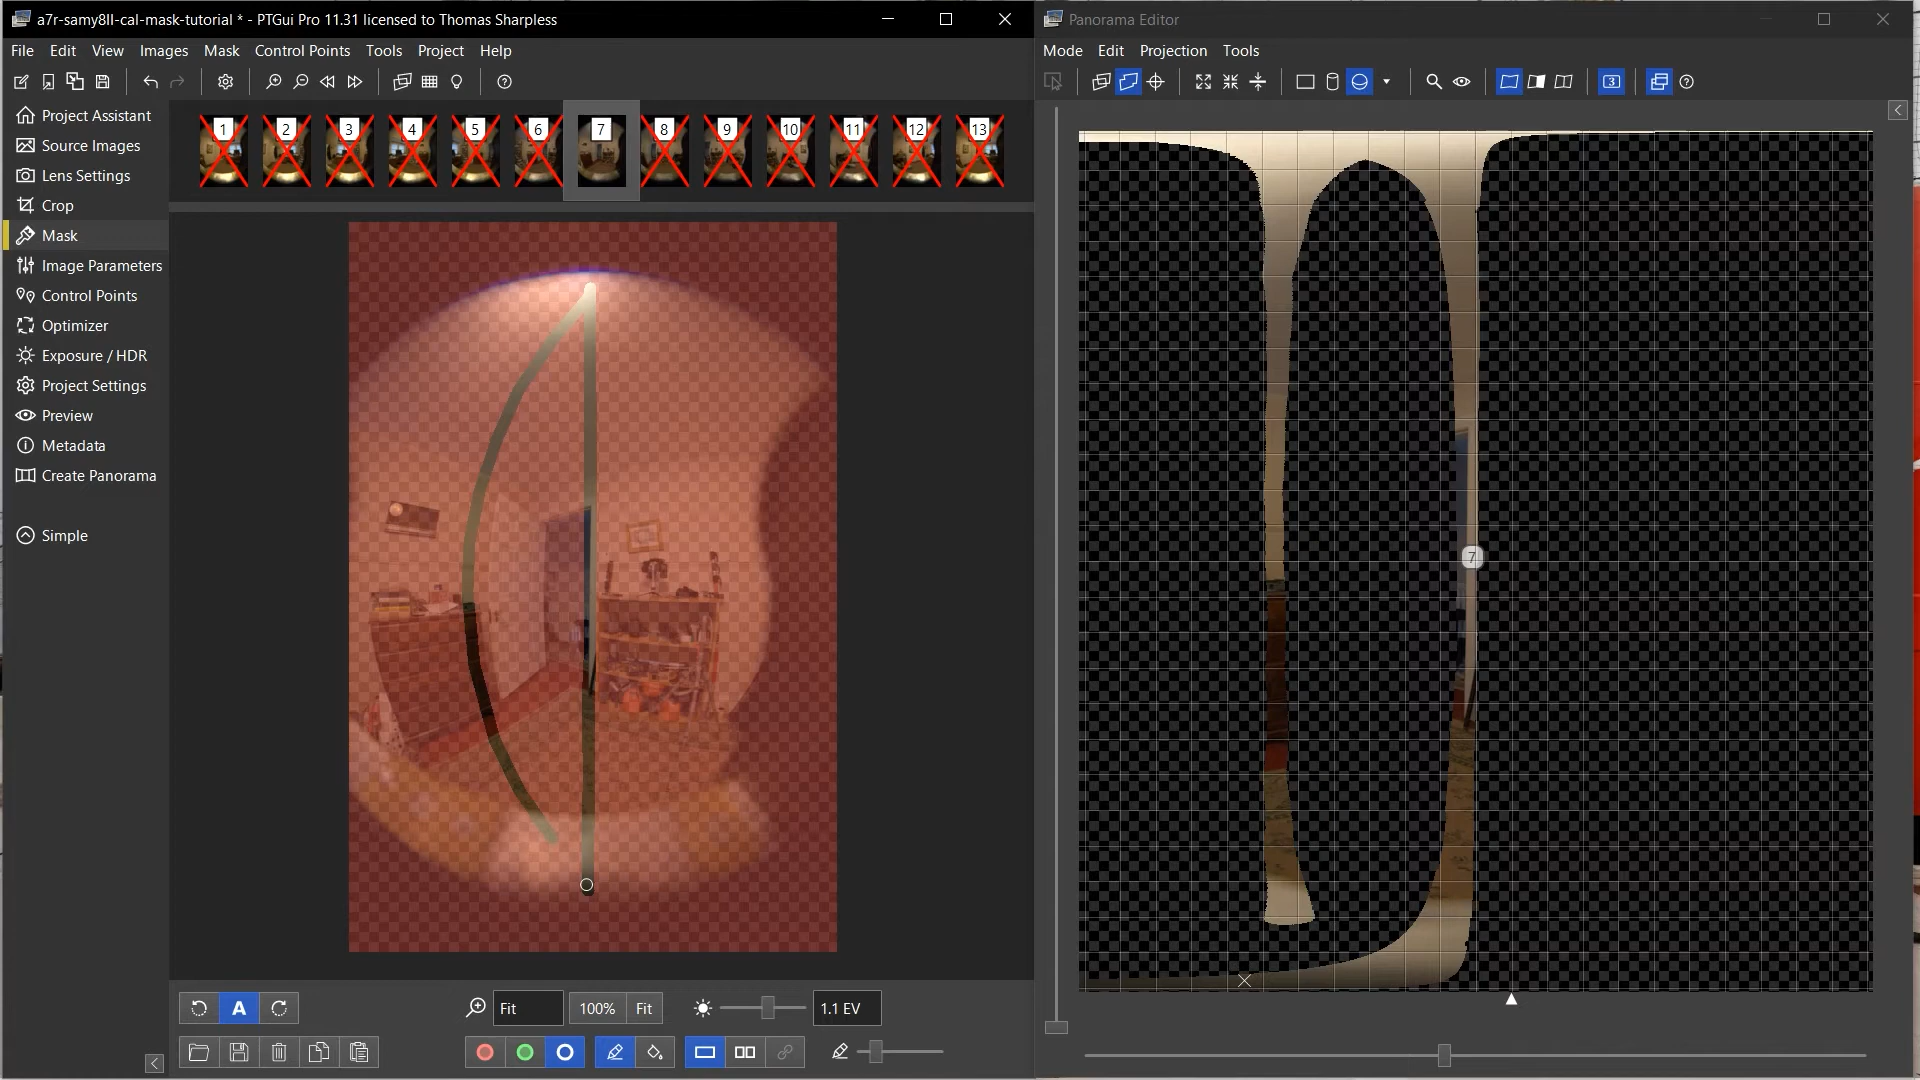 a7r-samy8II-cal-mask-tutorial * - PTGui Pro 11.31 licensed to Thomas Sharpless
File Edit View Images Mask Control Points Tools Project Help
Project Assistant
Source Images
Lens Settings
Crop
Mask
Image Parameters
Control Points
Optimizer
Exposure / HDR
Project Settings
Preview
Metadata
Create Panorama
Simple
1 2 3 4 5 6 7 8 9 10 11 12 13
A
Fit
100%
Fit
1.1 EV
Panorama Editor
Mode Edit Projection Tools
3
7